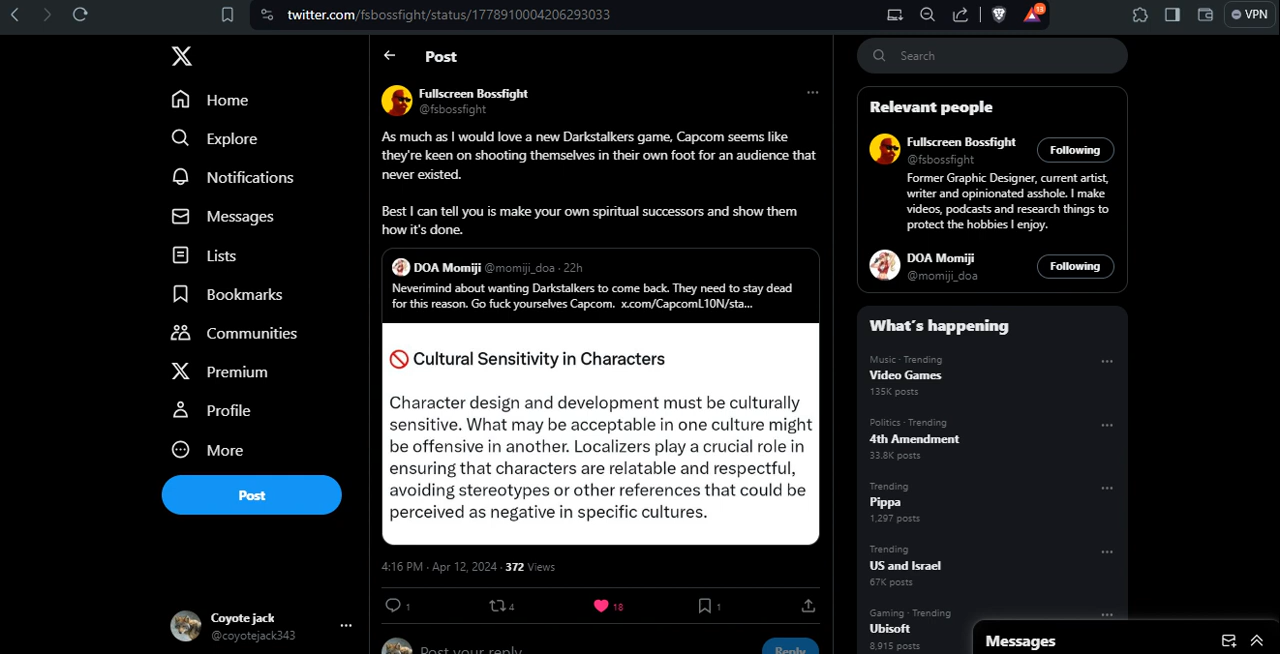 twitter.com/fsbossfight/status/1778910004206293033
13
VPN
Home
Explore
Notifications
Messages
Lists
Bookmarks
Communities
Premium
Profile
More
Post
Coyote jack
@coyotejack343
Post
Fullscreen Bossfight
@fsbossfight
As much as I would love a new Darkstalkers game, Capcom seems like
they're keen on shooting themselves in their own foot for an audience that
never existed.
Best I can tell you is make your own spiritual successors and show them
how it's done.
DOA Momiji @momiji_doa · 22h
Neverimind about wanting Darkstalkers to come back. They need to stay dead
for this reason. Go fuck yourselves Capcom. x.com/CapcomL10N/sta...
Cultural Sensitivity in Characters
Character design and development must be culturally
sensitive. What may be acceptable in one culture might
be offensive in another. Localizers play a crucial role in
ensuring that characters are relatable and respectful,
avoiding stereotypes or other references that could be
perceived as negative in specific cultures.
4:16 PM · Apr 12, 2024 · 372 Views
1
4
18
1
Post your reply
Reply
Search
Relevant people
Fullscreen Bossfight
@fsbossfight
Following
Former Graphic Designer, current artist,
writer and opinionated asshole. I make
videos, podcasts and research things to
protect the hobbies I enjoy.
DOA Momiji
@momiji_doa
Following
What's happening
Music · Trending
Video Games
135K posts
Politics · Trending
4th Amendment
33.8K posts
Trending
Pippa
1,297 posts
Trending
US and Israel
67K posts
Gaming · Trending
Ubisoft
8,915 posts
Messages